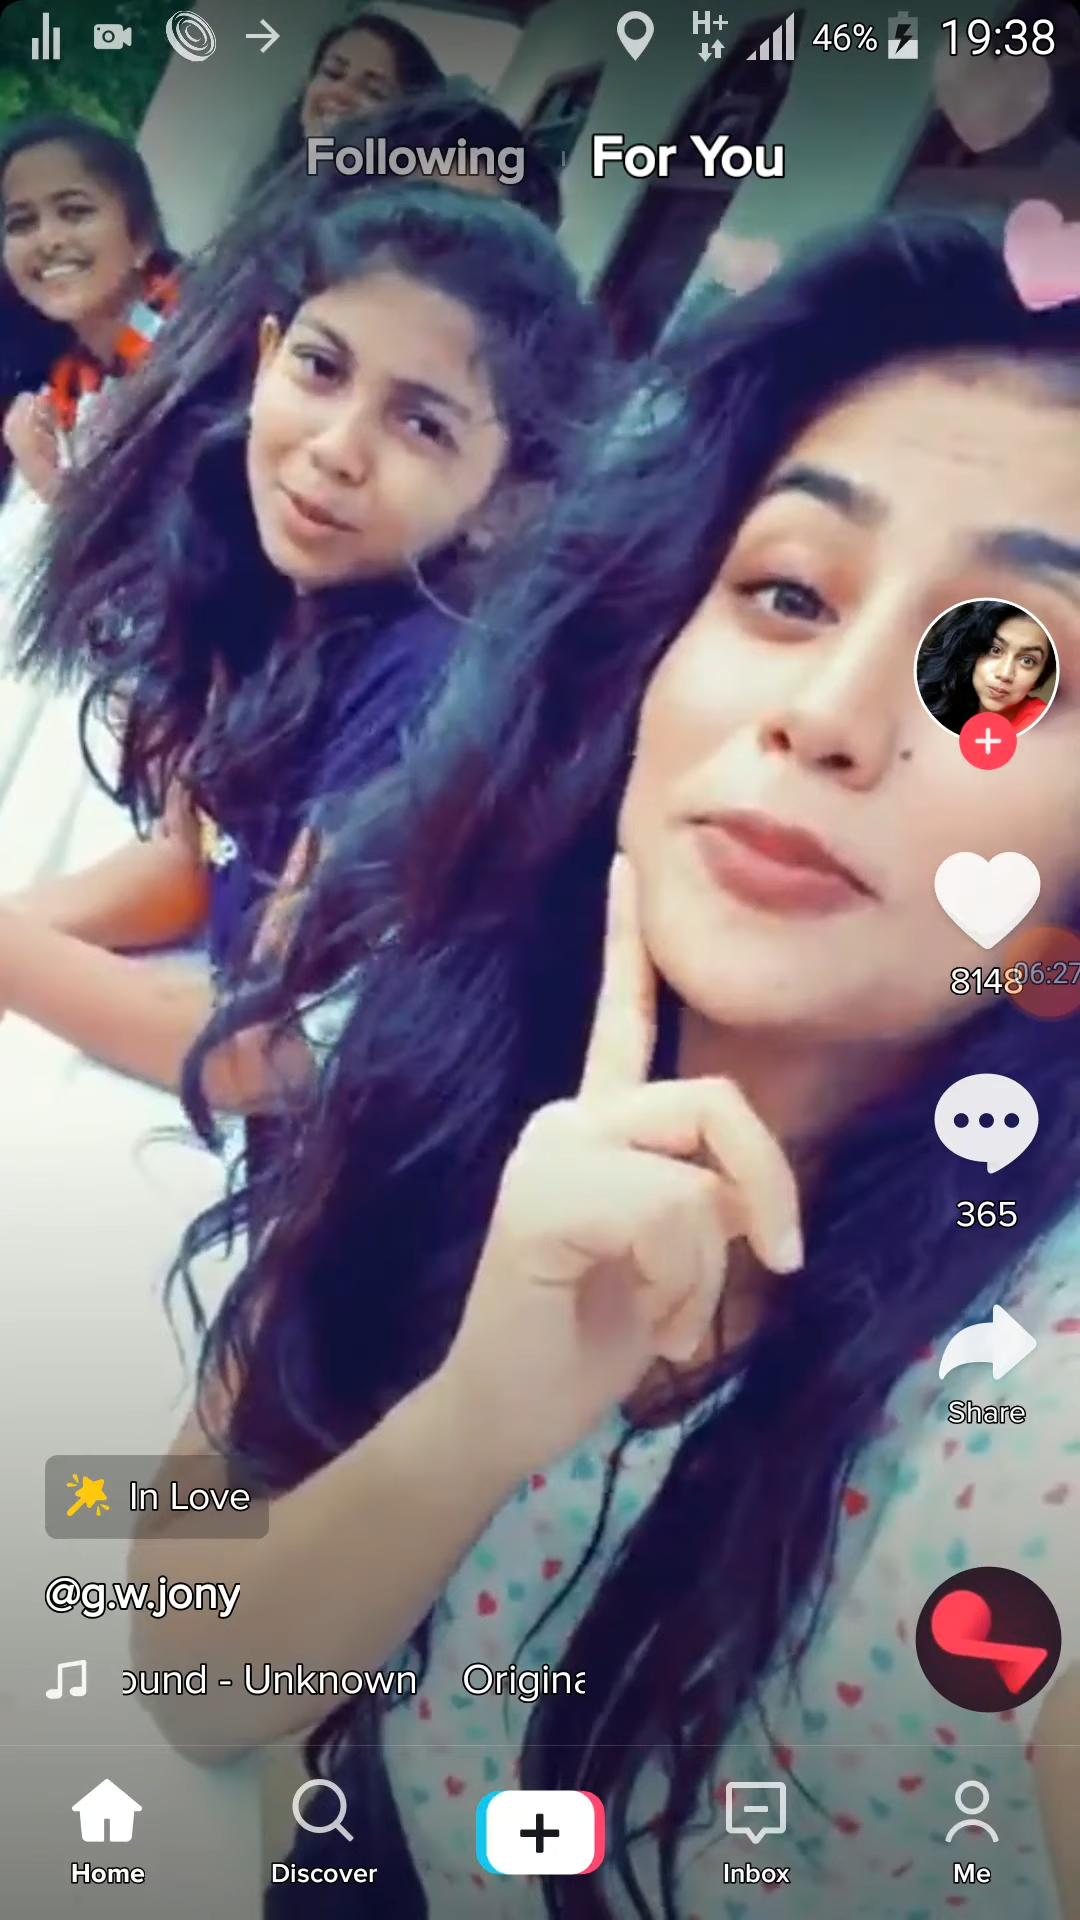 H+ 46% 19:38
Following For You
8148
06:27
365
Share
In Love
@g.w.jony
ound - Unknown Origina
Home Discover Inbox Me